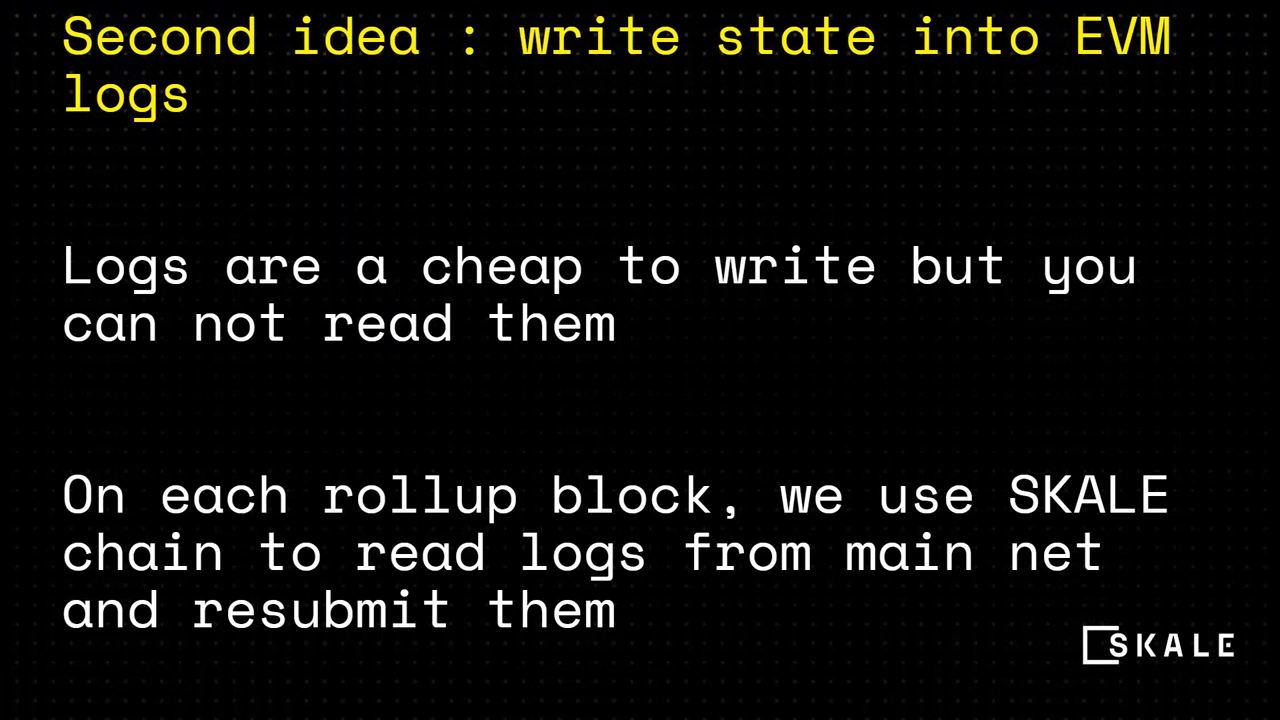 Second idea : write state into EVM
logs
Logs are a cheap to write but you
can not read them
On each rollup block, we use SKALE
chain to read logs from main net
and resubmit them
SKALE